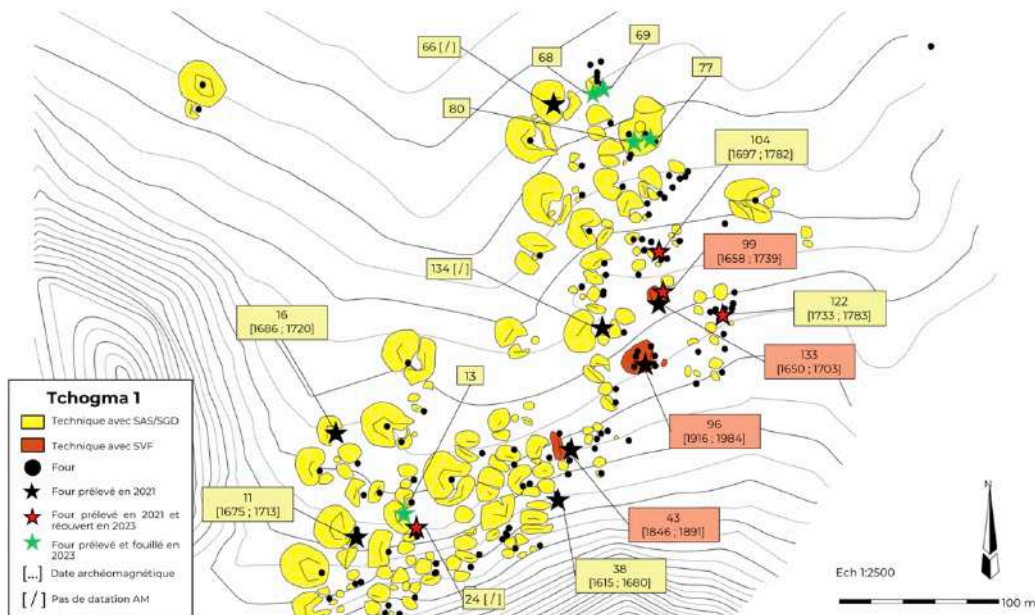 66 [ / ]
68
69
77
80
104
[1697 ; 1782]
99
[1658 ; 1739]
134 [ / ]
122
[1733 ; 1783]
16
[1686 ; 1720]
133
[1650 ; 1703]
13
96
[1916 ; 1984]
Tchogma 1
Technique avec SAS/SGD
Technique avec SVF
Four
Four prélevé en 2021
Four prélevé en 2021 et
réouvert en 2023
Four prélevé et fouillé en
2023
[...] Date archéomagnétique
[ / ] Pas de datation AM
11
[1675 ; 1713]
43
[1846 ; 1891]
38
[1615 ; 1680]
24 [ / ]
N
Ech 1:2500
100 m